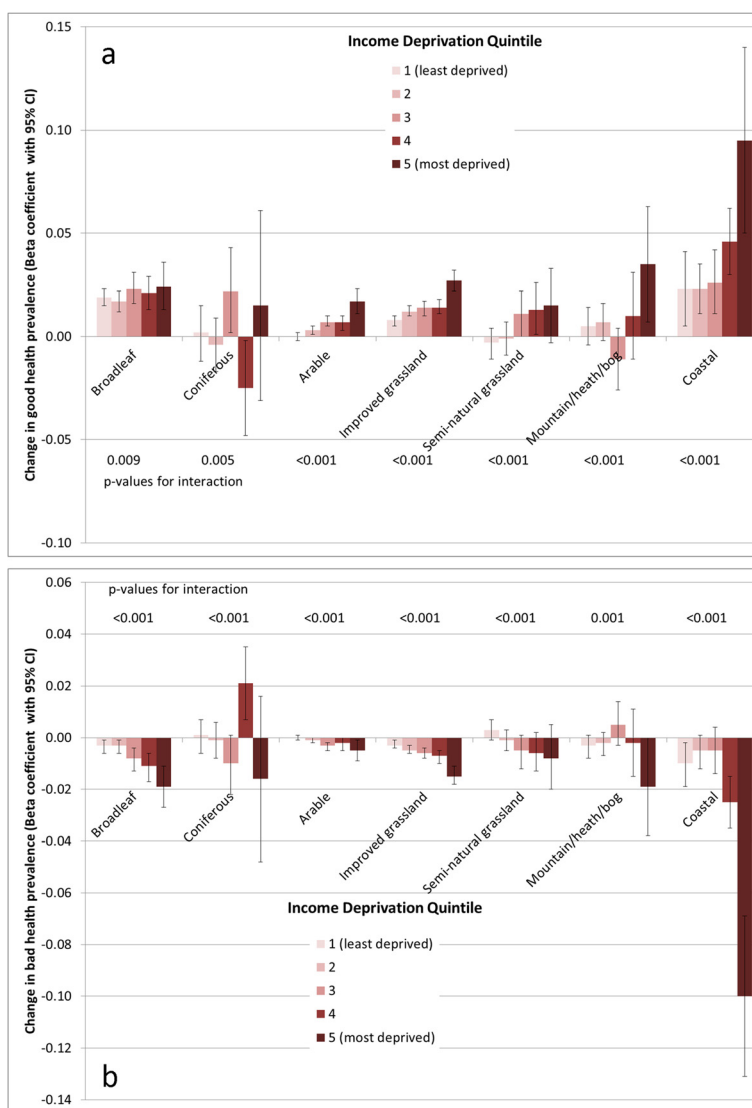 a
Income Deprivation Quintile
1 (least deprived)
2
3
4
5 (most deprived)
Change in good health prevalence (Beta coefficient with 95% CI)
0.15
0.10
0.05
0.00
-0.05
-0.10
Broadleaf
Coniferous
Arable
Improved grassland
Semi-natural grassland
Mountain/heath/bog
Coastal
0.009 0.005 <0.001 <0.001 <0.001 <0.001 <0.001
p-values for interaction
Change in bad health prevalence (Beta coefficient with 95% CI)
0.06
0.04
0.02
0.00
-0.02
-0.04
-0.06
-0.08
-0.10
-0.12
-0.14
p-values for interaction
<0.001 <0.001 <0.001 <0.001 <0.001 0.001 <0.001
Broadleaf
Coniferous
Arable
Improved grassland
Semi-natural grassland
Mountain/heath/bog
Coastal
Income Deprivation Quintile
1 (least deprived)
2
3
4
5 (most deprived)
b